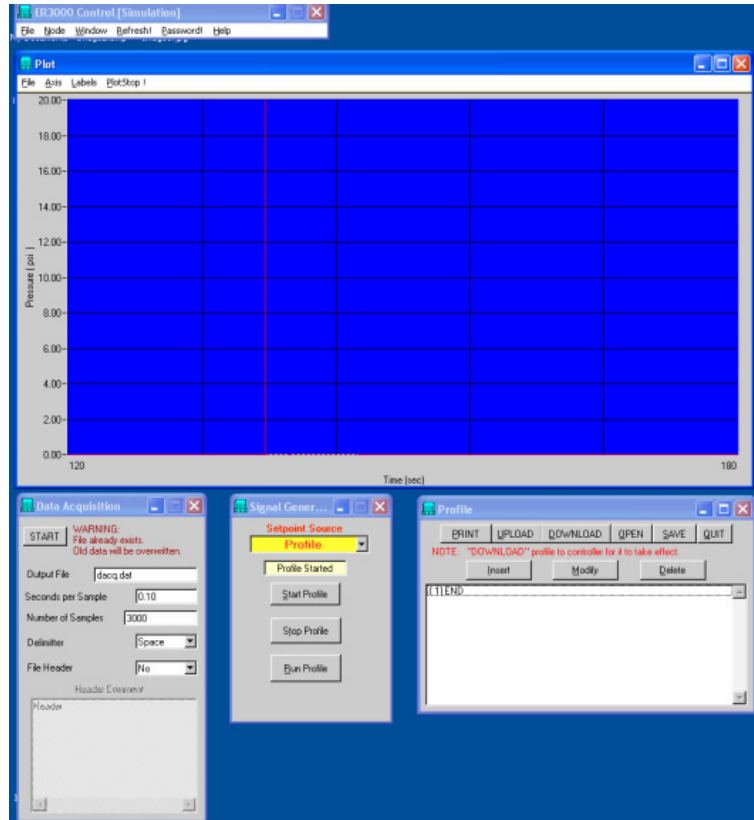 ER3000 Control [Simulation]
File Node Window Refresh! Password! Help
Plot
File Axis Labels PlotStop !
20.00
18.00
16.00
14.00
12.00
10.00
8.00
6.00
4.00
2.00
0.00
Pressure [ psi ]
120
180
Time [sec]
Data Acquisition
START
WARNING:
File already exists.
Old data will be overwritten.
Output File dacq.dat
Seconds per Sample 0.10
Number of Samples 3000
Delimitter Space
File Header No
Header Comment
Header
Signal Gener...
Setpoint Source
Profile
Profile Started
Start Profile
Stop Profile
Run Profile
Profile
PRINT UPLOAD DOWNLOAD OPEN SAVE QUIT
NOTE: "DOWNLOAD" profile to controller for it to take effect.
Insert Modify Delete
( 1) END